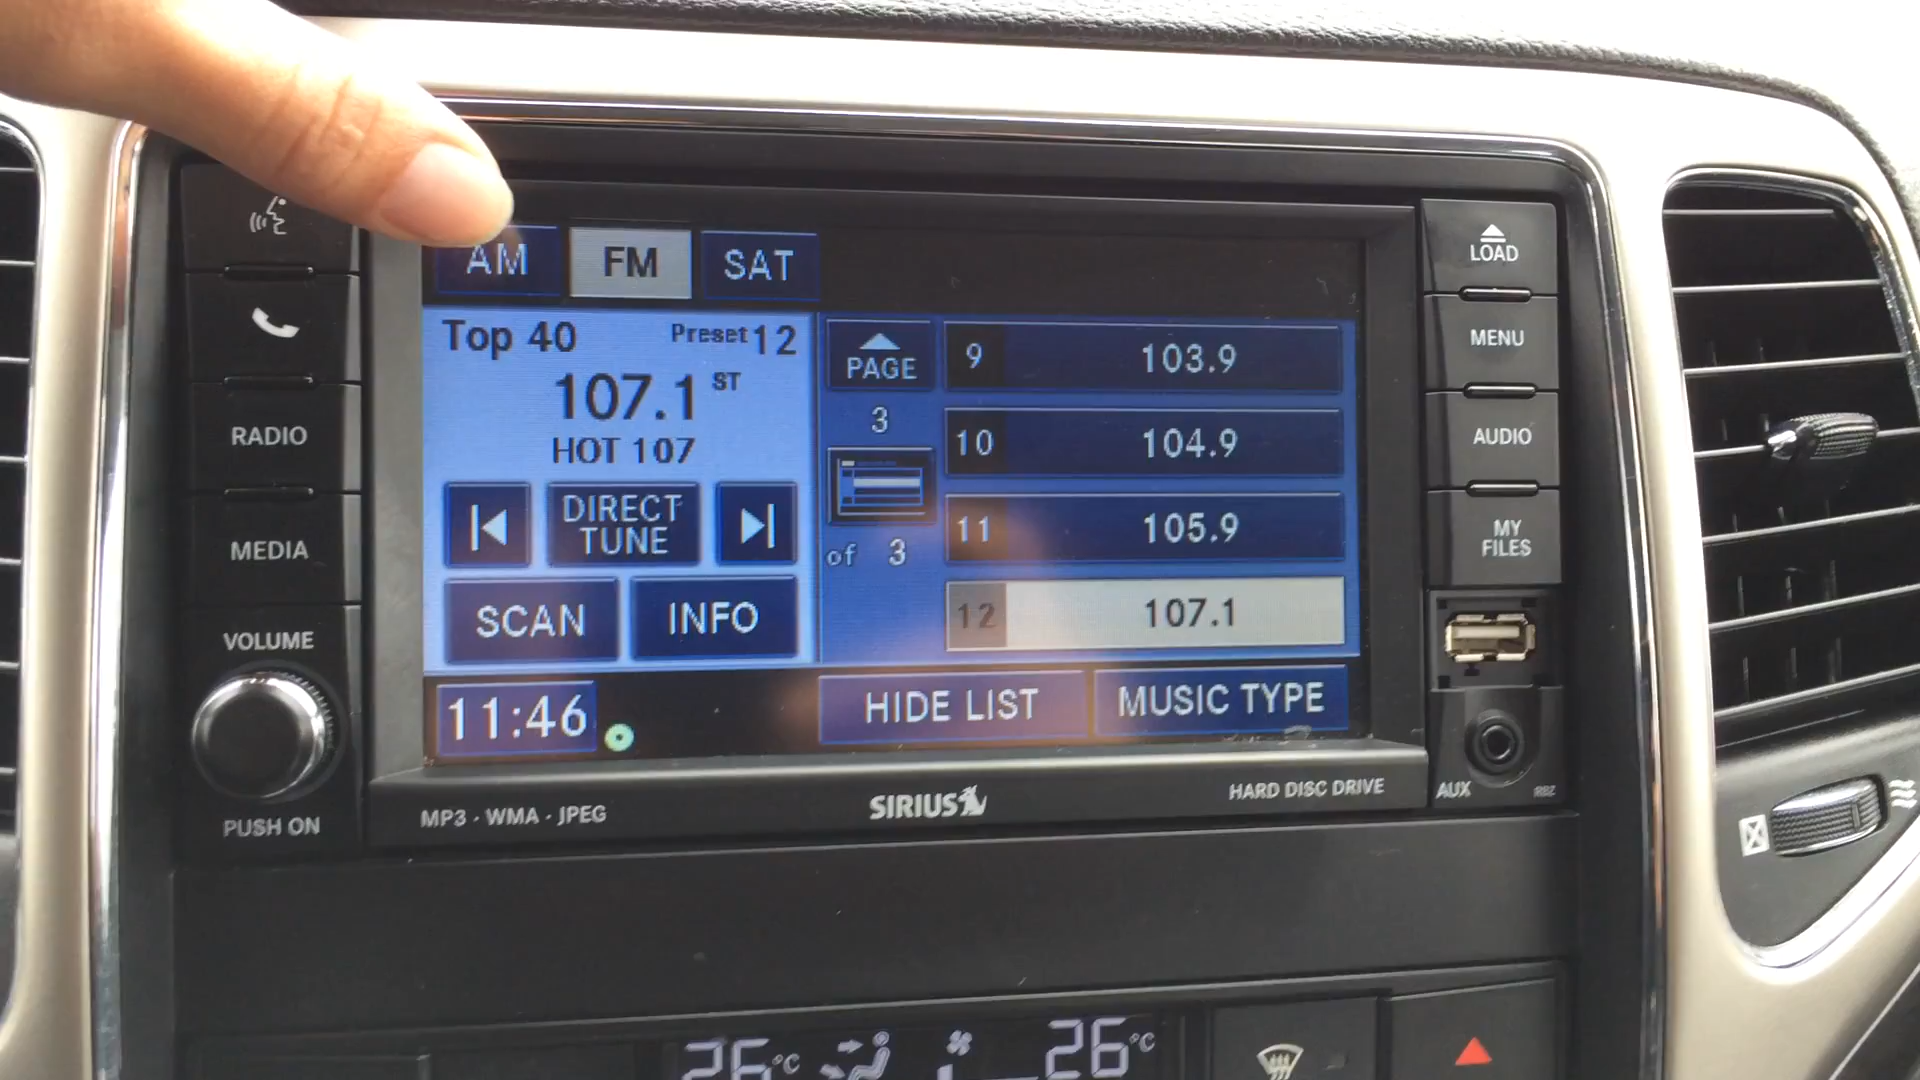 AM FM SAT
Top 40 Preset 12
107.1 ST
HOT 107
DIRECT
TUNE
SCAN INFO
11:46
PAGE
3
of 3
9 103.9
10 104.9
11 105.9
12 107.1
HIDE LIST MUSIC TYPE
RADIO
MEDIA
VOLUME
PUSH ON
LOAD
MENU
AUDIO
MY
FILES
AUX RBZ
MP3 · WMA · JPEG
SIRIUS
HARD DISC DRIVE
26°C 26°C